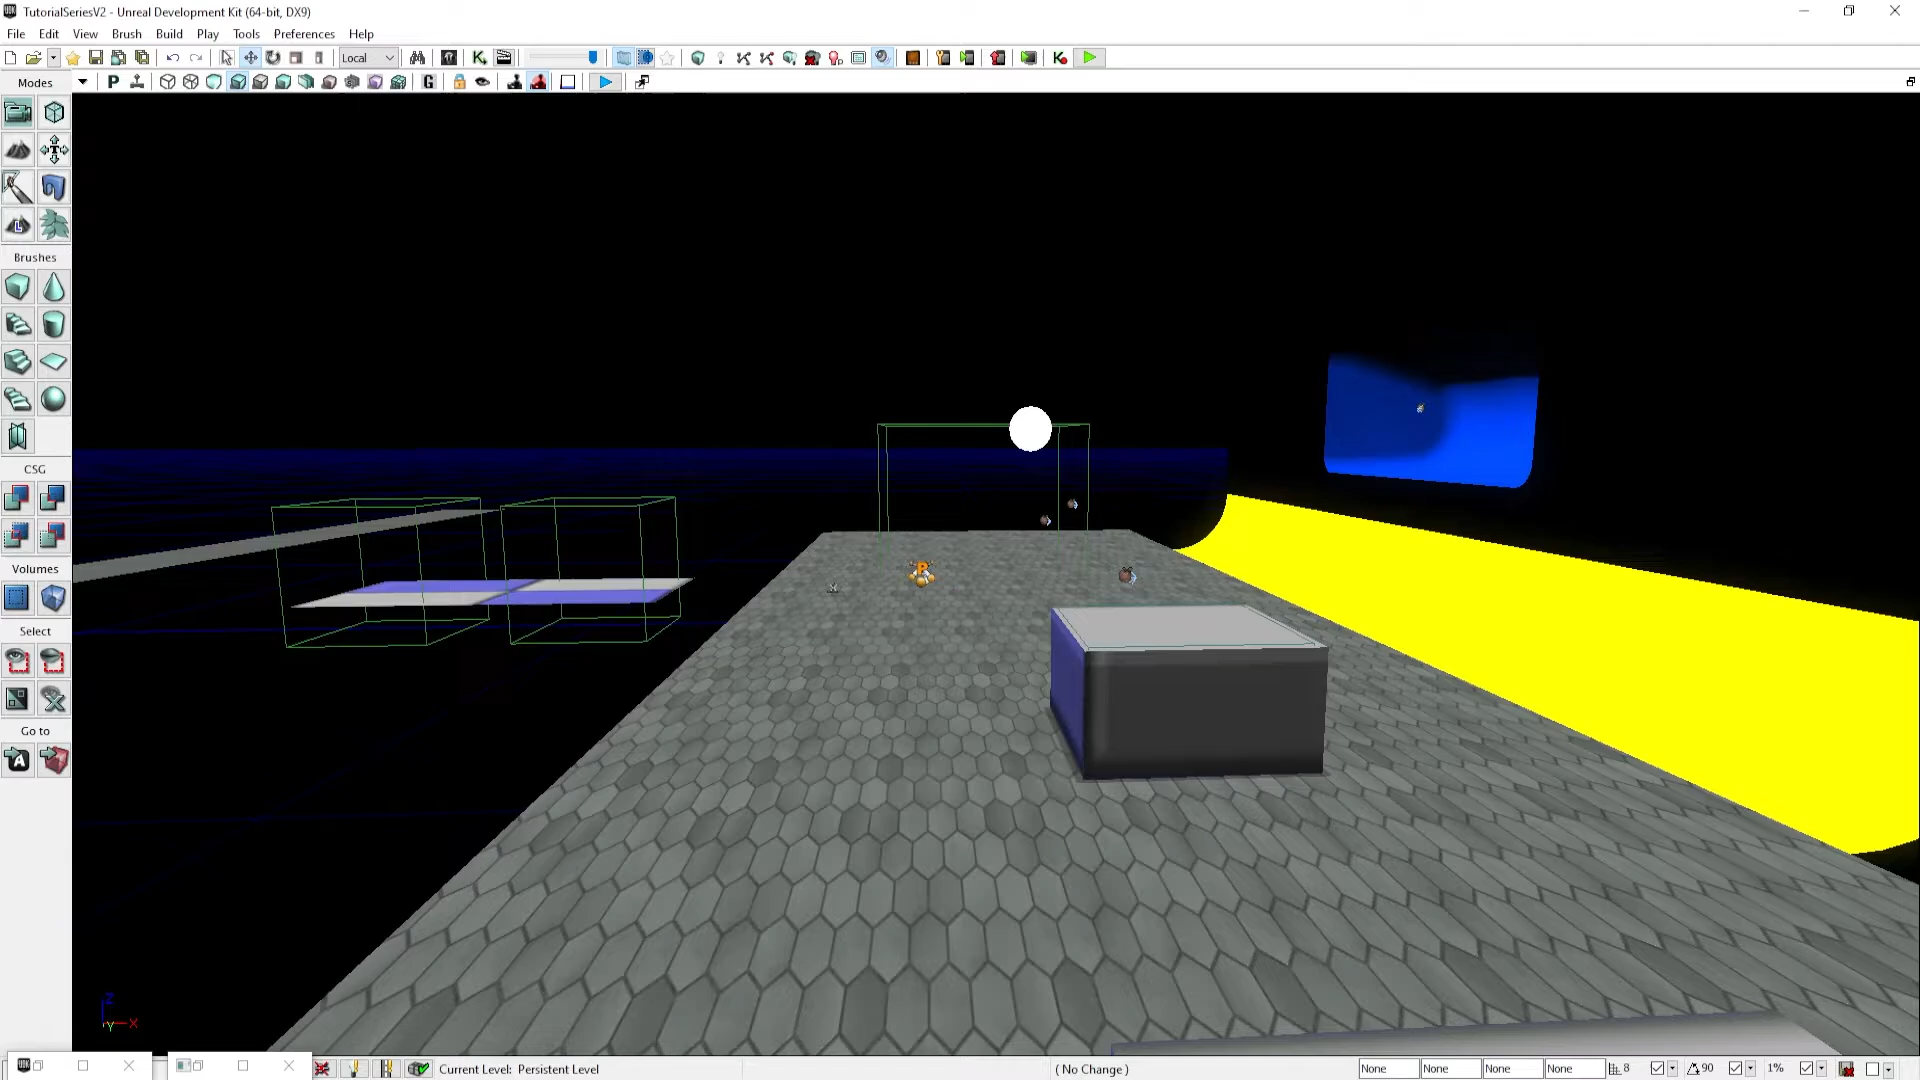 TutorialSeriesV2 - Unreal Development Kit (64-bit, DX9)
File Edit View Brush Build Play Tools Preferences Help
Local
Modes
P
G
Brushes
CSG
Volumes
Select
Go to
A
P
Z
Y X
Current Level: Persistent Level
( No Change )
None None None None 8 90 1%